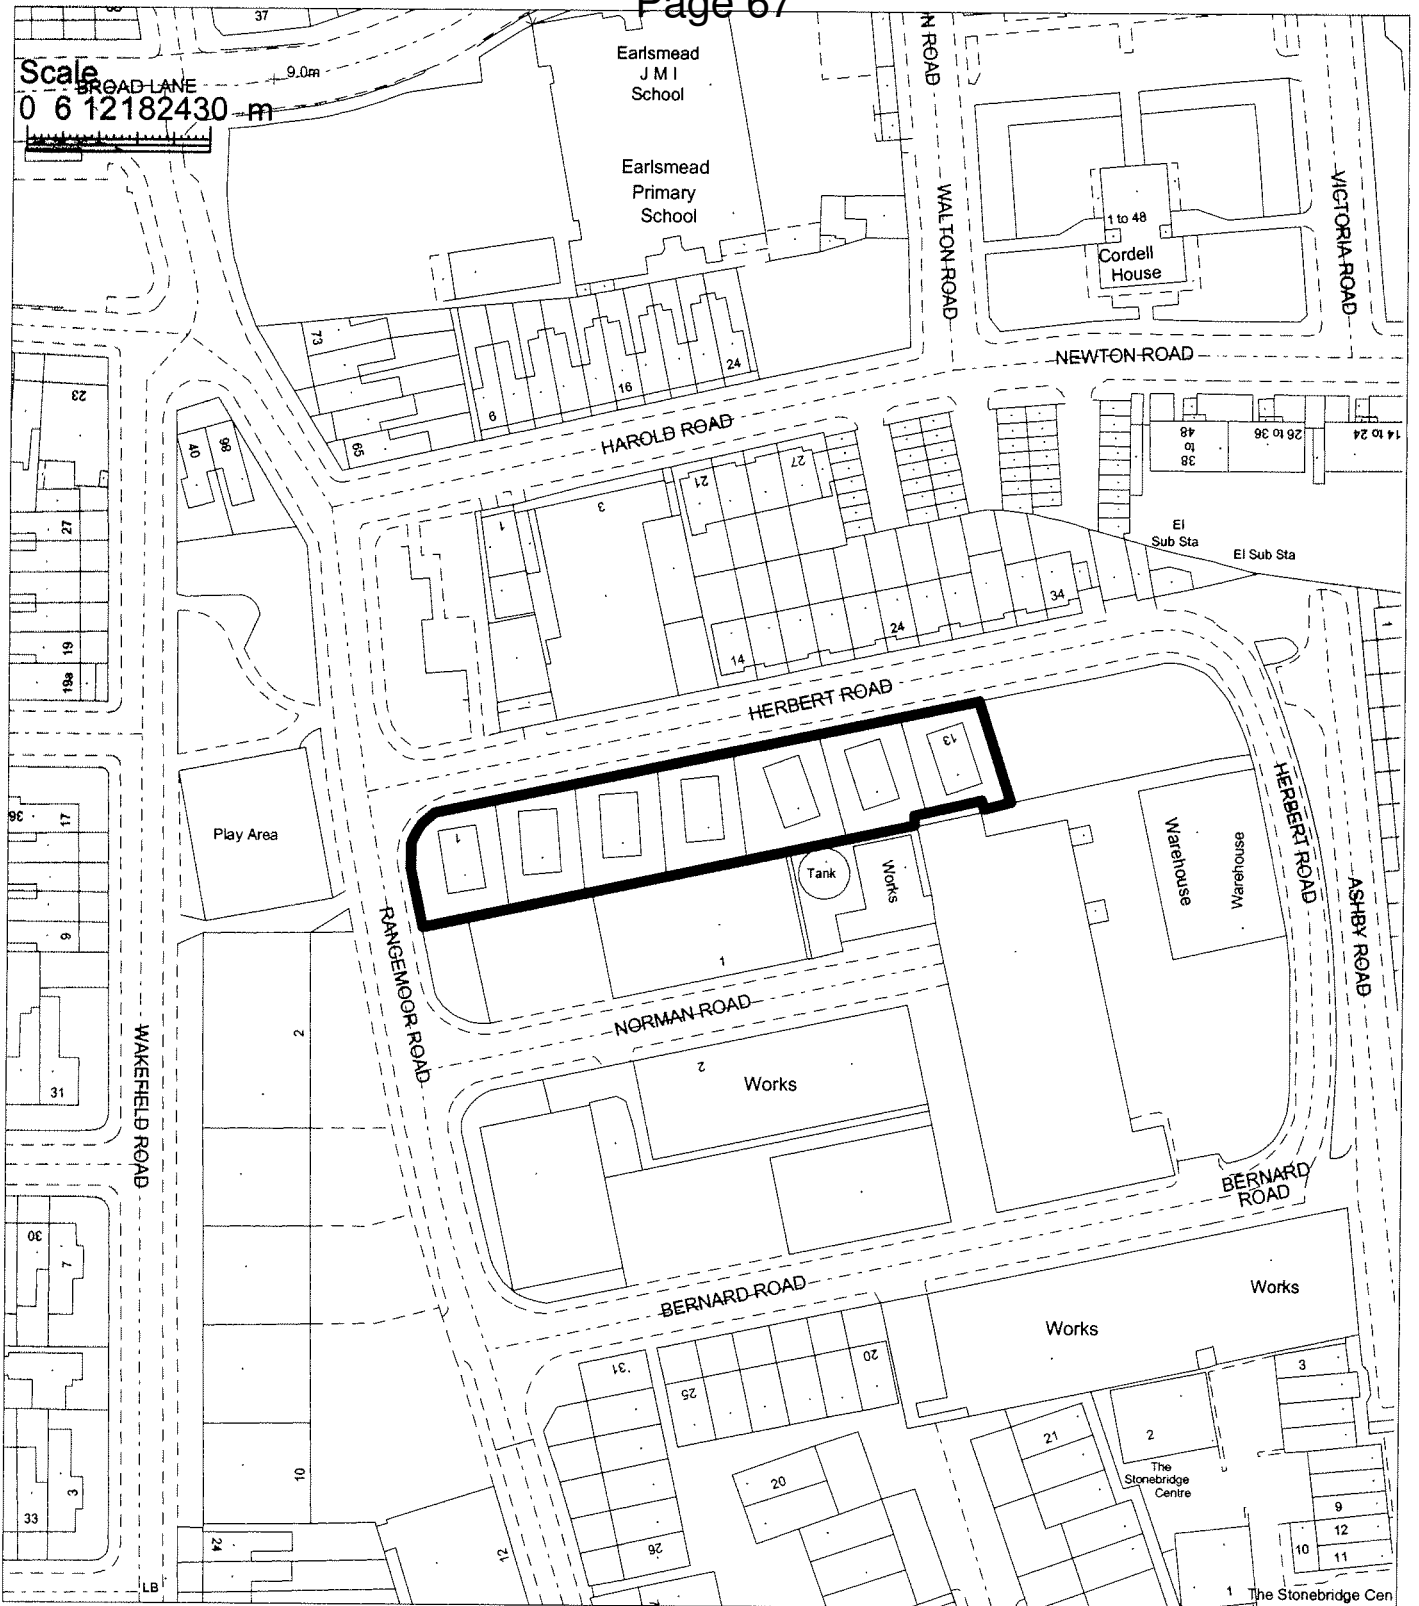 Page 67
37
Scale
BROAD LANE
9.0m
0 6 12182430 m
Earlsmead
J M I
School
Earlsmead
Primary
School
N ROAD
WALTON ROAD
VICTORIA ROAD
1 to 48
Cordell
House
NEWTON ROAD
73
65
6
16
24
HAROLD ROAD
23
40
98
27
19
19a
1
3
21
27
48
to
38
26 to 36
14 to 24
El
Sub Sta
El Sub Sta
14
24
34
1
HERBERT ROAD
13
1
Play Area
36
17
9
31
Tank
Works
Warehouse
Warehouse
HERBERT ROAD
ASHBY ROAD
RANGEMOOR ROAD
1
NORMAN ROAD
2
2
Works
WAKEFIELD ROAD
BERNARD
ROAD
30
7
BERNARD ROAD
Works
Works
31
25
20
3
21
2
The
Stonebridge
Centre
33
3
10
20
9
12
10
11
24
12
26
LB
1
The Stonebridge Cen